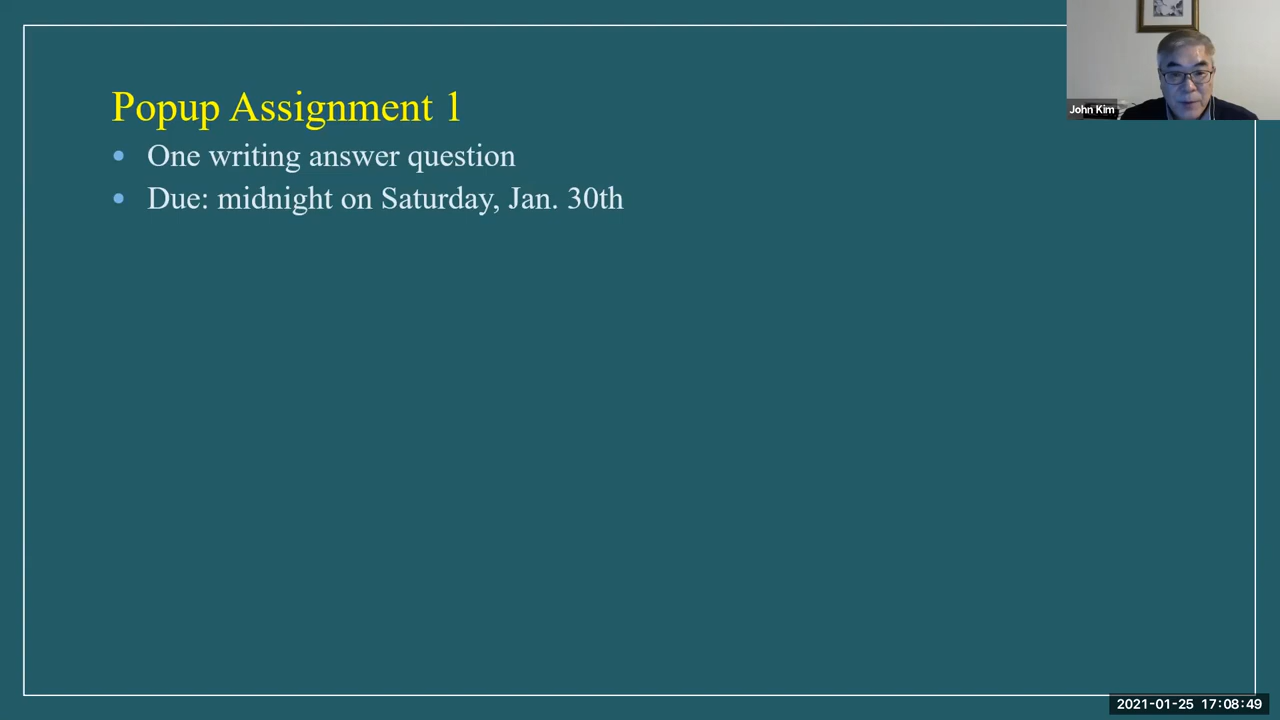 Popup Assignment 1
• One writing answer question
• Due: midnight on Saturday, Jan. 30th
John Kim
2021-01-25 17:08:49